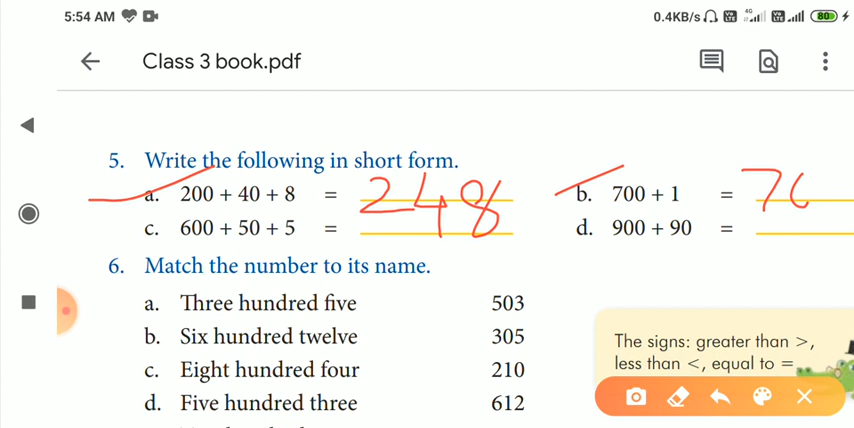 5:54 AM 0.4KB/s 4G 80
Class 3 book.pdf
5. Write the following in short form.
a. 200 + 40 + 8 = 248 b. 700 + 1 = 70
c. 600 + 50 + 5 = d. 900 + 90 =
6. Match the number to its name.
a. Three hundred five 503
b. Six hundred twelve 305
c. Eight hundred four 210
d. Five hundred three 612
The signs: greater than >,
less than <, equal to =